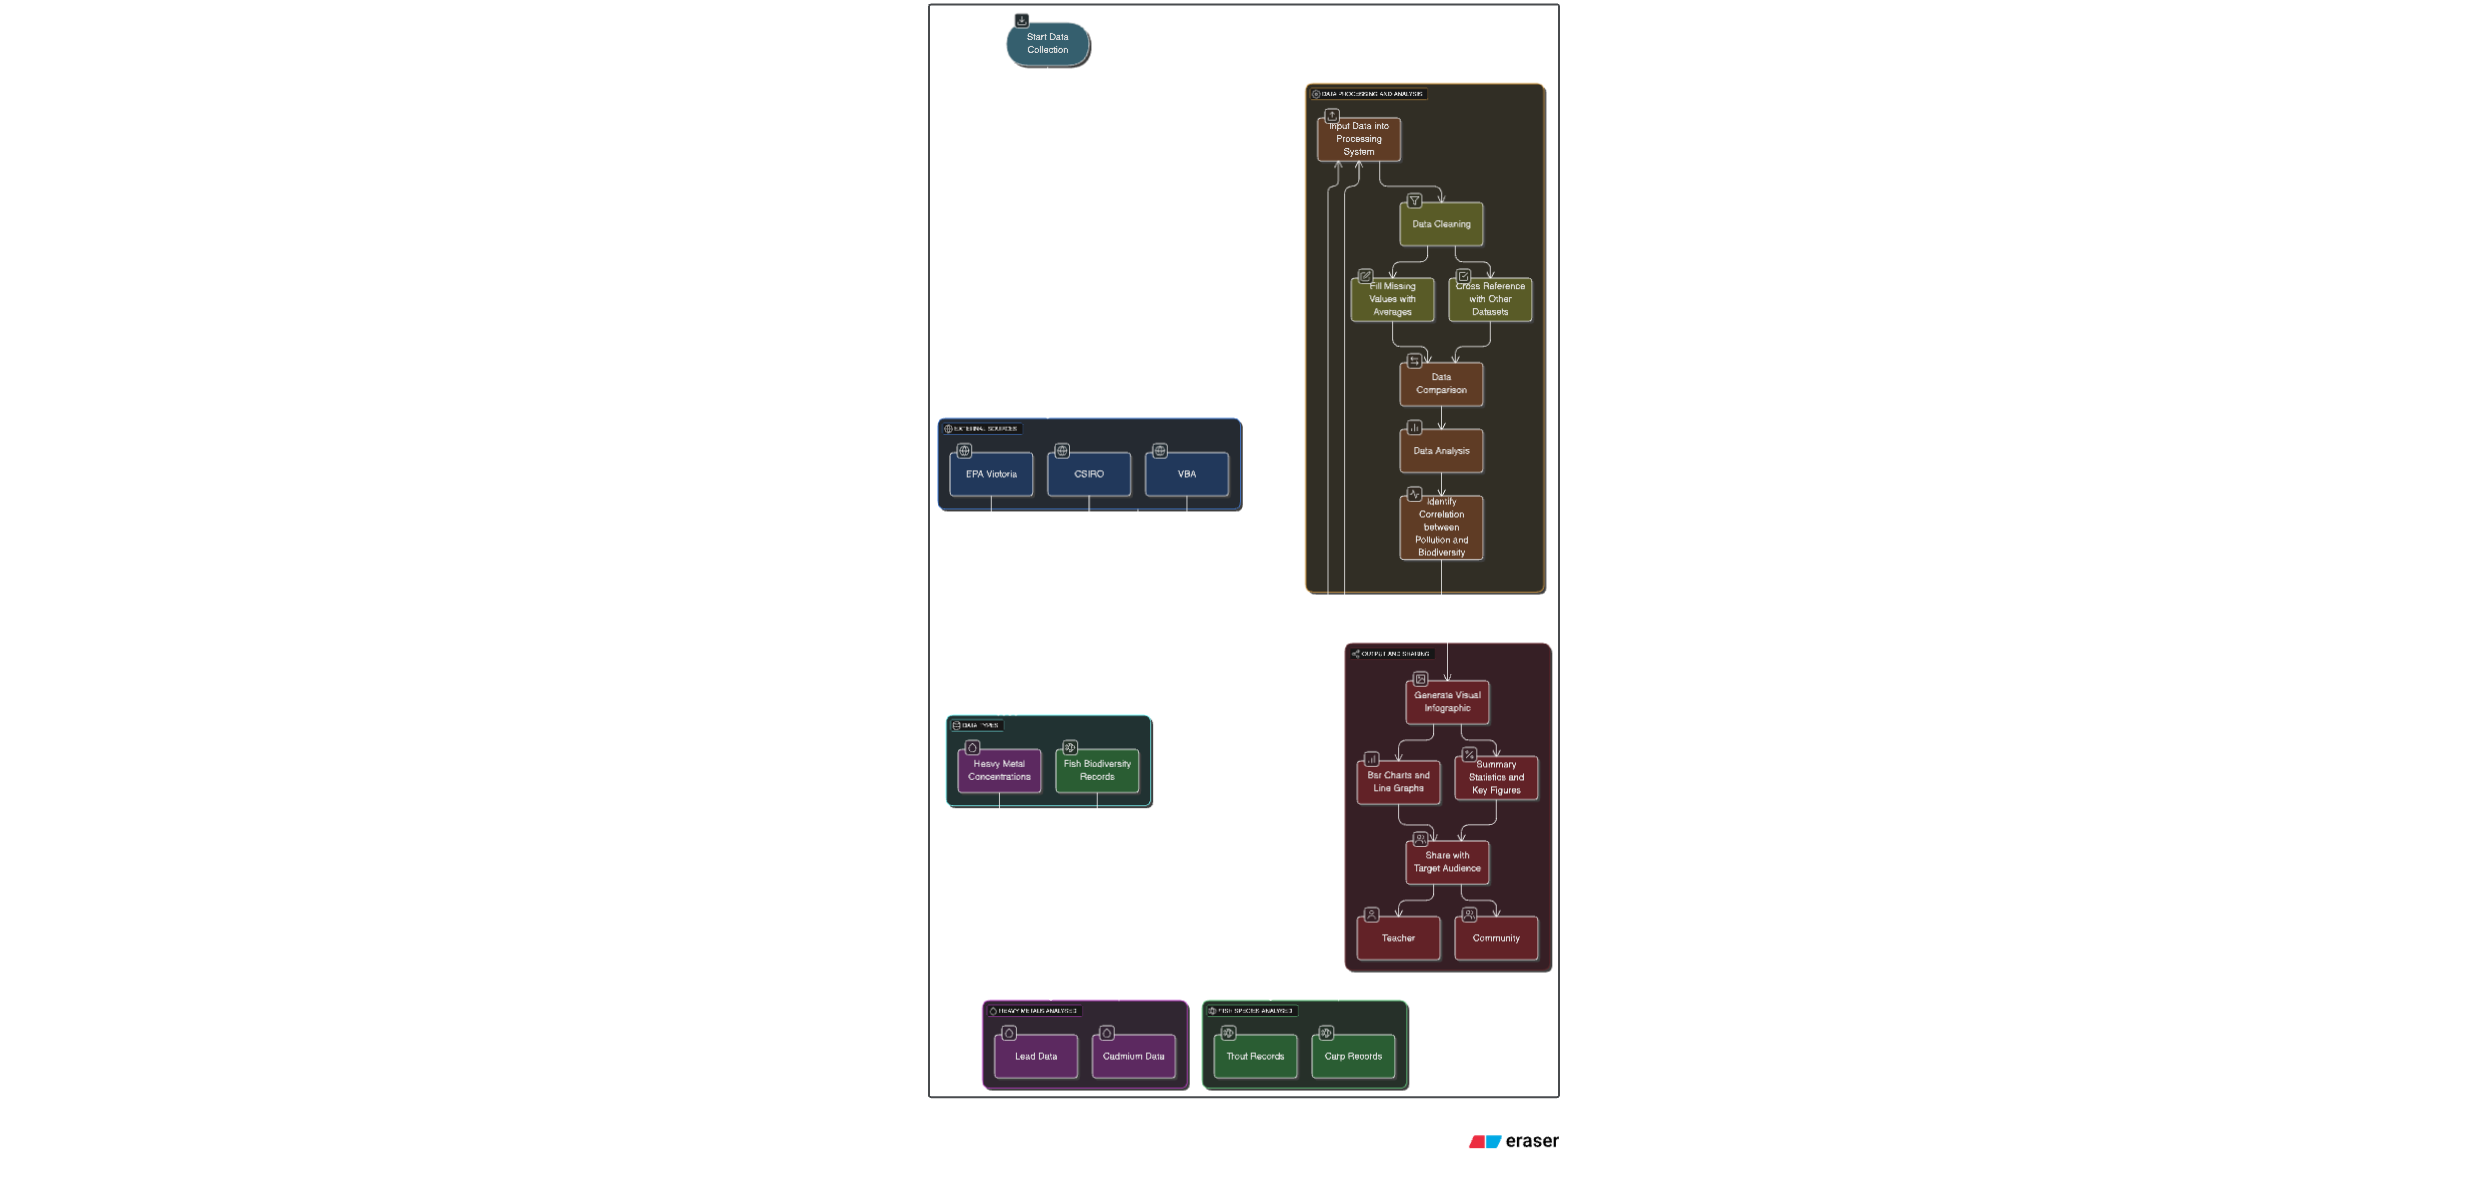 Start Data
Collection
DATA PROCESSING AND ANALYSIS
Input Data into
Processing
System
Data Cleaning
Fill Missing
Values with
Averages
Cross Reference
with Other
Datasets
Data
Comparison
Data Analysis
Identify
Correlation
between
Pollution and
Biodiversity
EXTERNAL SOURCES
EPA Victoria
CSIRO
VBA
OUTPUT AND SHARING
Generate Visual
Infographic
Bar Charts and
Line Graphs
Summary
Statistics and
Key Figures
Share with
Target Audience
Teacher
Community
DATA TYPES
Heavy Metal
Concentrations
Fish Biodiversity
Records
HEAVY METALS ANALYSED
Lead Data
Cadmium Data
FISH SPECIES ANALYSED
Trout Records
Carp Records
eraser